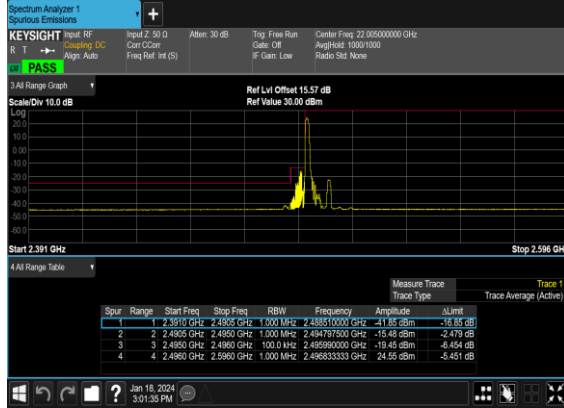 Spectrum Analyzer 1
Spurious Emissions
+
KEYSIGHT Input: RF Input Z: 50 Ω Atten: 30 dB Trig: Free Run Center Freq: 22.005000000 GHz
R T Coupling: DC Corr CCorr Gate: Off Avg|Hold: 1000/1000
Align: Auto Freq Ref: Int (S) IF Gain: Low Radio Std: None
PASS
3 All Range Graph
Ref Lvl Offset 15.57 dB
Scale/Div 10.0 dB Ref Value 30.00 dBm
Log
20.0
10.0
0.00
-10.0
-20.0
-30.0
-40.0
-50.0
-60.0
Start 2.391 GHz Stop 2.596 GH
4 All Range Table
Measure Trace Trace 1
Trace Type Trace Average (Active)
Spur Range Start Freq Stop Freq RBW Frequency Amplitude ΔLimit
1 1 2.3910 GHz 2.4905 GHz 1.000 MHz 2.488510000 GHz -41.85 dBm -16.85 dB
2 2 2.4905 GHz 2.4950 GHz 1.000 MHz 2.494797500 GHz -15.48 dBm -2.479 dB
3 3 2.4950 GHz 2.4960 GHz 100.0 kHz 2.495990000 GHz -19.45 dBm -6.454 dB
4 4 2.4960 GHz 2.5960 GHz 1.000 MHz 2.496833333 GHz 24.55 dBm -5.451 dB
? Jan 18, 2024
3:01:35 PM